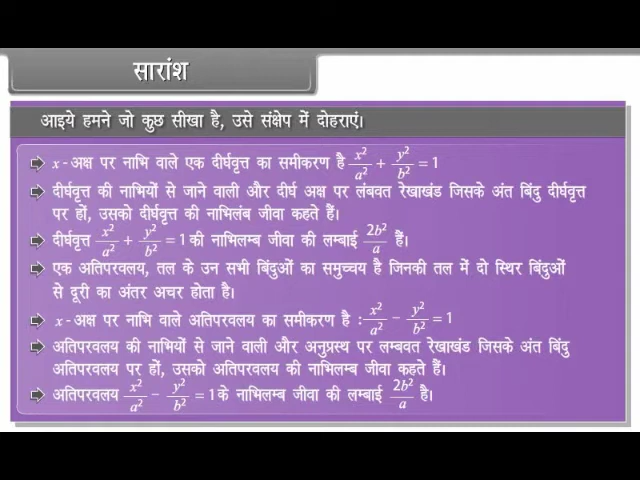 सारांश
आइये हमने जो कुछ सीखा है, उसे संक्षेप में दोहराएं।
x - अक्ष पर नाभि वाले एक दीर्घवृत्त का समीकरण है x²/a² + y²/b² = 1
दीर्घवृत्त की नाभियों से जाने वाली और दीर्घ अक्ष पर लंबवत रेखाखंड जिसके अंत बिंदु दीर्घवृत्त
पर हों, उसको दीर्घवृत्त की नाभिलंब जीवा कहते हैं।
दीर्घवृत्त x²/a² + y²/b² = 1 की नाभिलम्ब जीवा की लम्बाई 2b²/a हैं।
एक अतिपरवलय, तल के उन सभी बिंदुओं का समुच्चय है जिनकी तल में दो स्थिर बिंदुओं
से दूरी का अंतर अचर होता है।
x - अक्ष पर नाभि वाले अतिपरवलय का समीकरण है : x²/a² − y²/b² = 1
अतिपरवलय की नाभियों से जाने वाली और अनुप्रस्थ पर लम्बवत रेखाखंड जिसके अंत बिंदु
अतिपरवलय पर हों, उसको अतिपरवलय की नाभिलम्ब जीवा कहते हैं।
अतिपरवलय x²/a² − y²/b² = 1 के नाभिलम्ब जीवा की लम्बाई 2b²/a है।